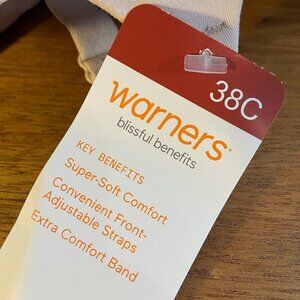 38C
warners®
blissful benefits
KEY BENEFITS
Super-Soft Comfort
Convenient Front-
Adjustable Straps
Extra Comfort Band